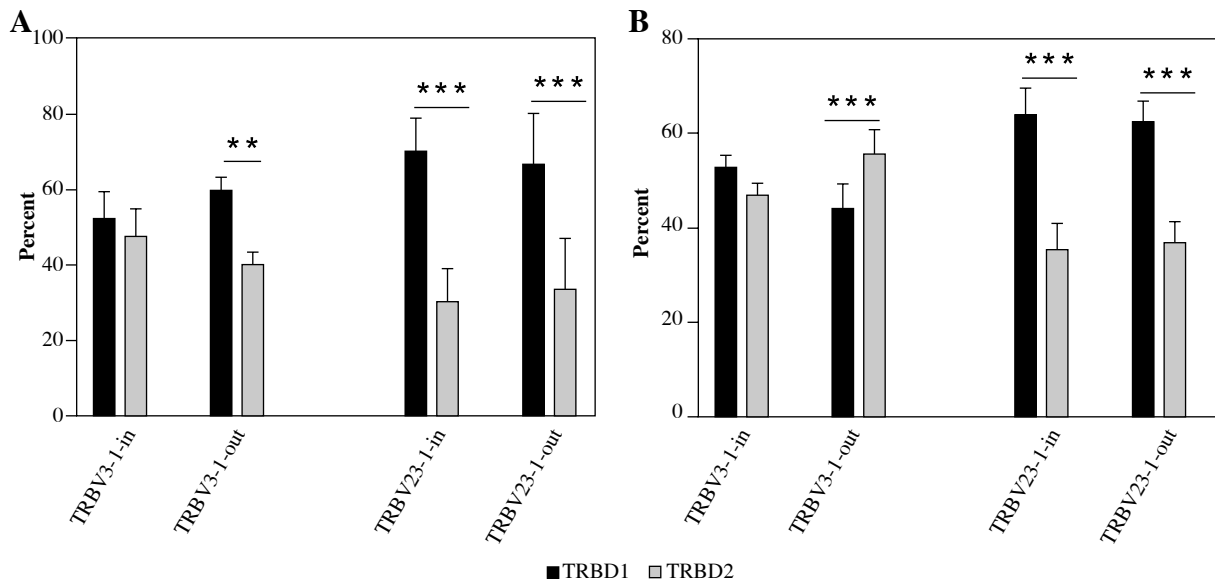 A
Percent
100
80
60
40
20
0
** 
***
***
TRBV3-1-in
TRBV3-1-out
TRBV23-1-in
TRBV23-1-out
B
Percent
80
60
40
20
0
***
***
***
TRBV3-1-in
TRBV3-1-out
TRBV23-1-in
TRBV23-1-out
TRBD1 TRBD2